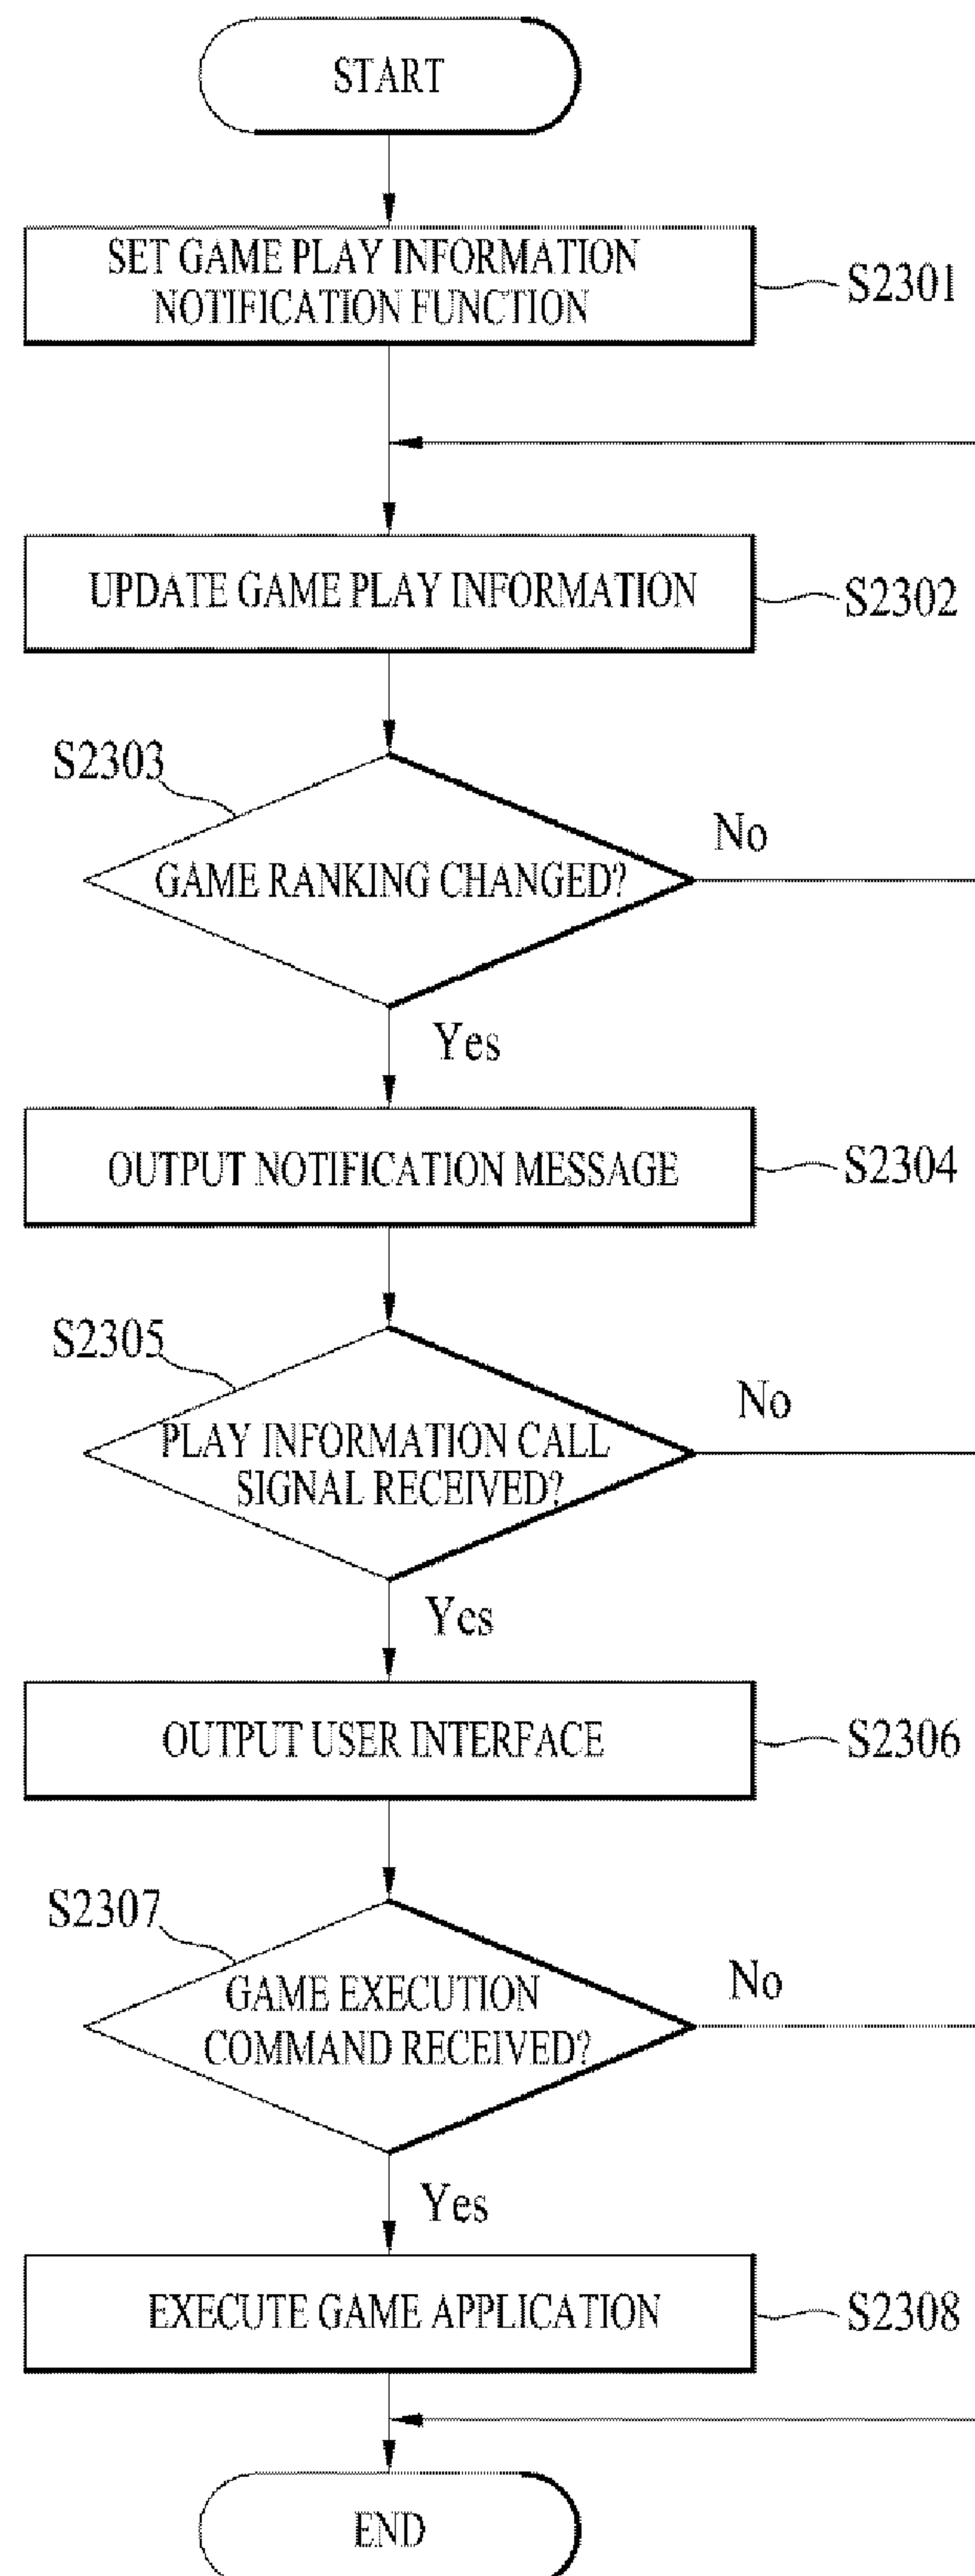 START
SET GAME PLAY INFORMATION
NOTIFICATION FUNCTION
S2301
UPDATE GAME PLAY INFORMATION
S2302
S2303
GAME RANKING CHANGED?
No
Yes
OUTPUT NOTIFICATION MESSAGE
S2304
S2305
PLAY INFORMATION CALL
SIGNAL RECEIVED?
No
Yes
OUTPUT USER INTERFACE
S2306
S2307
GAME EXECUTION
COMMAND RECEIVED?
No
Yes
EXECUTE GAME APPLICATION
S2308
END